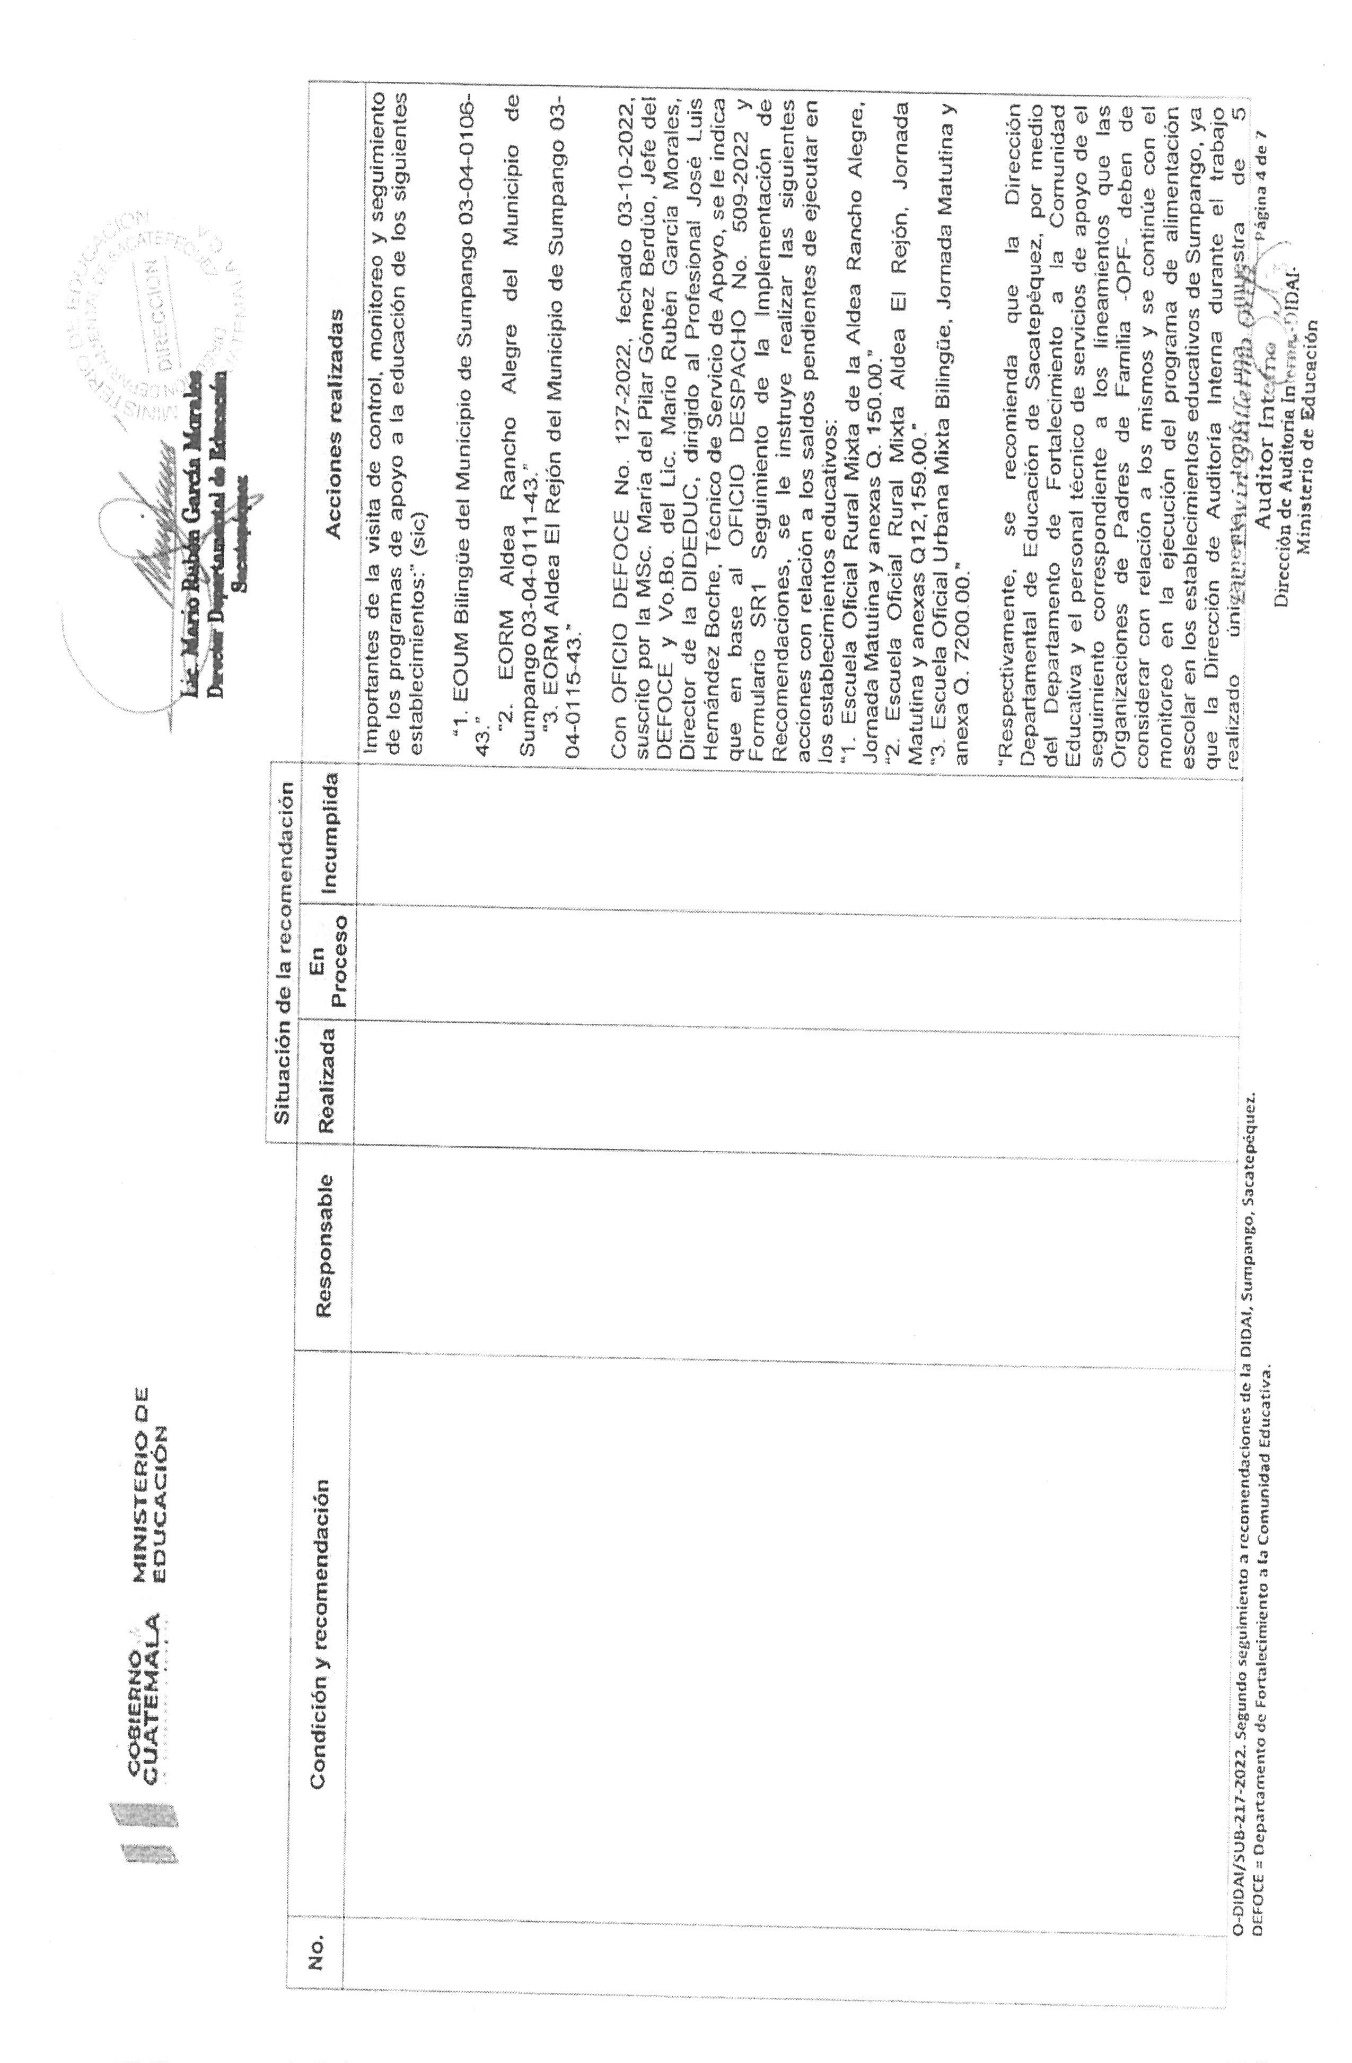 GOBIERNO de
GUATEMALA
MINISTERIO DE
EDUCACIÓN
MINISTERIO DE EDUCACIÓN
DIRECCIÓN
Lic. Mario Rubén García Morales
Director Departamental de Educación
Sacatepéquez
Situación de la recomendación
No.
Condición y recomendación
Responsable
Realizada
En
Proceso
Incumplida
Acciones realizadas
Importantes de la visita de control, monitoreo y seguimiento
de los programas de apoyo a la educación de los siguientes
establecimientos:" (sic)
"1. EOUM Bilingüe del Municipio de Sumpango 03-04-0106-
43."
"2. EORM Aldea Rancho Alegre del Municipio de
Sumpango 03-04-0111-43."
"3. EORM Aldea El Rejón del Municipio de Sumpango 03-
04-0115-43."
Con OFICIO DEFOCE No. 127-2022, fechado 03-10-2022,
suscrito por la MSc. María del Pilar Gómez Berdúo, Jefe del
DEFOCE y Vo.Bo. del Lic. Mario Rubén García Morales,
Director de la DIDEDUC, dirigido al Profesional José Luis
Hernández Boche, Técnico de Servicio de Apoyo, se le indica
que en base al OFICIO DESPACHO No. 509-2022 y
Formulario SR1 Seguimiento de la Implementación de
Recomendaciones, se le instruye realizar las siguientes
acciones con relación a los saldos pendientes de ejecutar en
los establecimientos educativos:
"1. Escuela Oficial Rural Mixta de la Aldea Rancho Alegre,
Jornada Matutina y anexas Q. 150.00."
"2. Escuela Oficial Rural Mixta Aldea El Rejón, Jornada
Matutina y anexas Q12,159.00."
"3. Escuela Oficial Urbana Mixta Bilingüe, Jornada Matutina y
anexa Q. 7200.00."
"Respectivamente, se recomienda que la Dirección
Departamental de Educación de Sacatepéquez, por medio
del Departamento de Fortalecimiento a la Comunidad
Educativa y el personal técnico de servicios de apoyo de el
seguimiento correspondiente a los lineamientos que las
Organizaciones de Padres de Familia -OPF- deben de
considerar con relación a los mismos y se continúe con el
monitoreo en la ejecución del programa de alimentación
escolar en los establecimientos educativos de Sumpango, ya
que la Dirección de Auditoría Interna durante el trabajo
realizado únicamente una muestra de 5
O-DIDAI/SUB-217-2022. Segundo seguimiento a recomendaciones de la DIDAI, Sumpango, Sacatepéquez.
DEFOCE = Departamento de Fortalecimiento a la Comunidad Educativa.
Página 4 de 7
Auditor Interno
Dirección de Auditoría Interna -DIDAI-
Ministerio de Educación